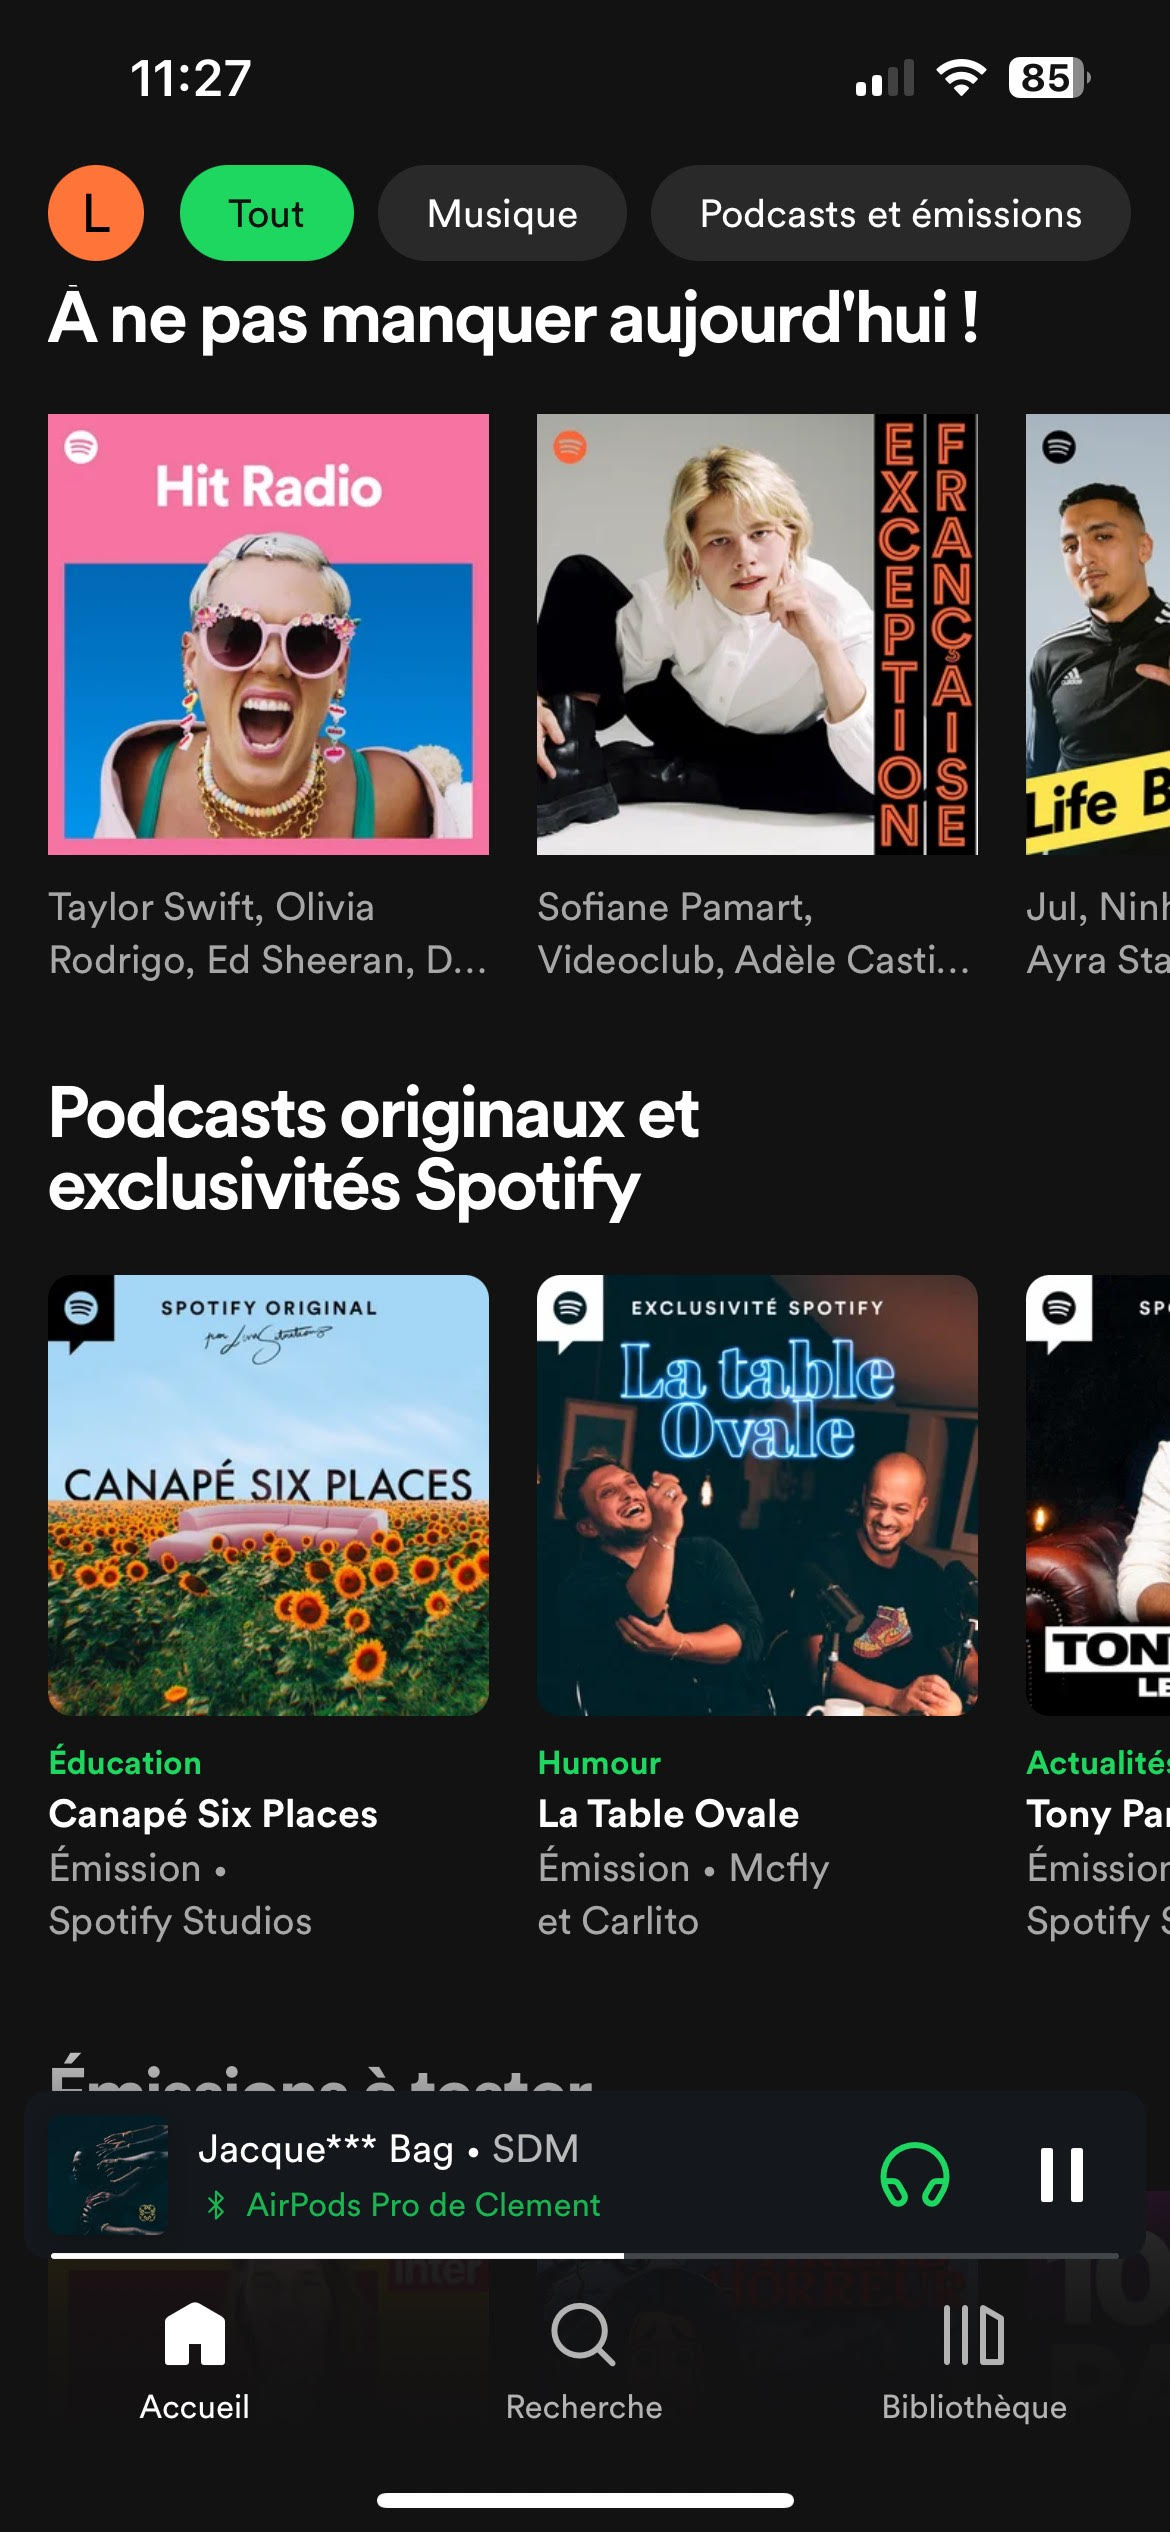 11:27
85
L
Tout
Musique
Podcasts et émissions
À ne pas manquer aujourd'hui !
Hit Radio
EXCEPTION
FRANÇAISE
Life B
Taylor Swift, Olivia
Rodrigo, Ed Sheeran, D...
Sofiane Pamart,
Videoclub, Adèle Casti...
Jul, Ninh
Ayra Sta
Podcasts originaux et
exclusivités Spotify
SPOTIFY ORIGINAL
CANAPÉ SIX PLACES
EXCLUSIVITÉ SPOTIFY
La table
Ovale
SPO
TON
LE
Éducation
Canapé Six Places
Émission •
Spotify Studios
Humour
La Table Ovale
Émission • Mcfly
et Carlito
Actualités
Tony Par
Émission
Spotify S
Émissions à tester
Jacque*** Bag • SDM
AirPods Pro de Clement
inter
HORREUR
10
Accueil
Recherche
Bibliothèque